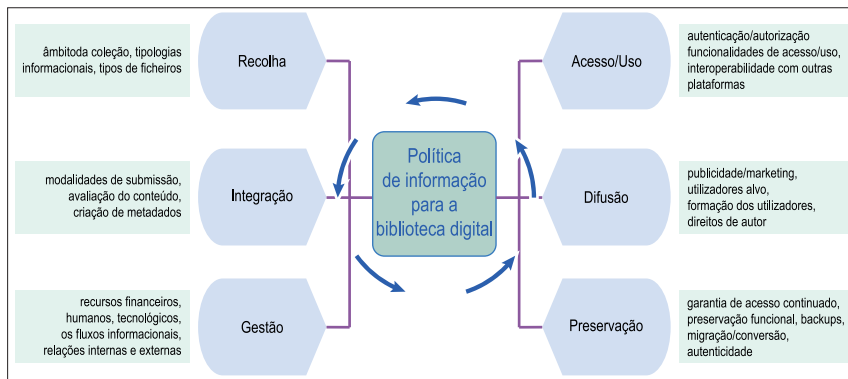 âmbitoda coleção, tipologias
informacionais, tipos de ficheiros
Recolha
modalidades de submissão,
avaliação do conteúdo,
criação de metadados
Integração
recursos financeiros,
humanos, tecnológicos,
os fluxos informacionais,
relações internas e externas
Gestão
Política
de informação
para a
biblioteca digital
Acesso/Uso
autenticação/autorização
funcionalidades de acesso/uso,
interoperabilidade com outras
plataformas
Difusão
publicidade/marketing,
utilizadores alvo,
formação dos utilizadores,
direitos de autor
Preservação
garantia de acesso continuado,
preservação funcional, backups,
migração/conversão,
autenticidade